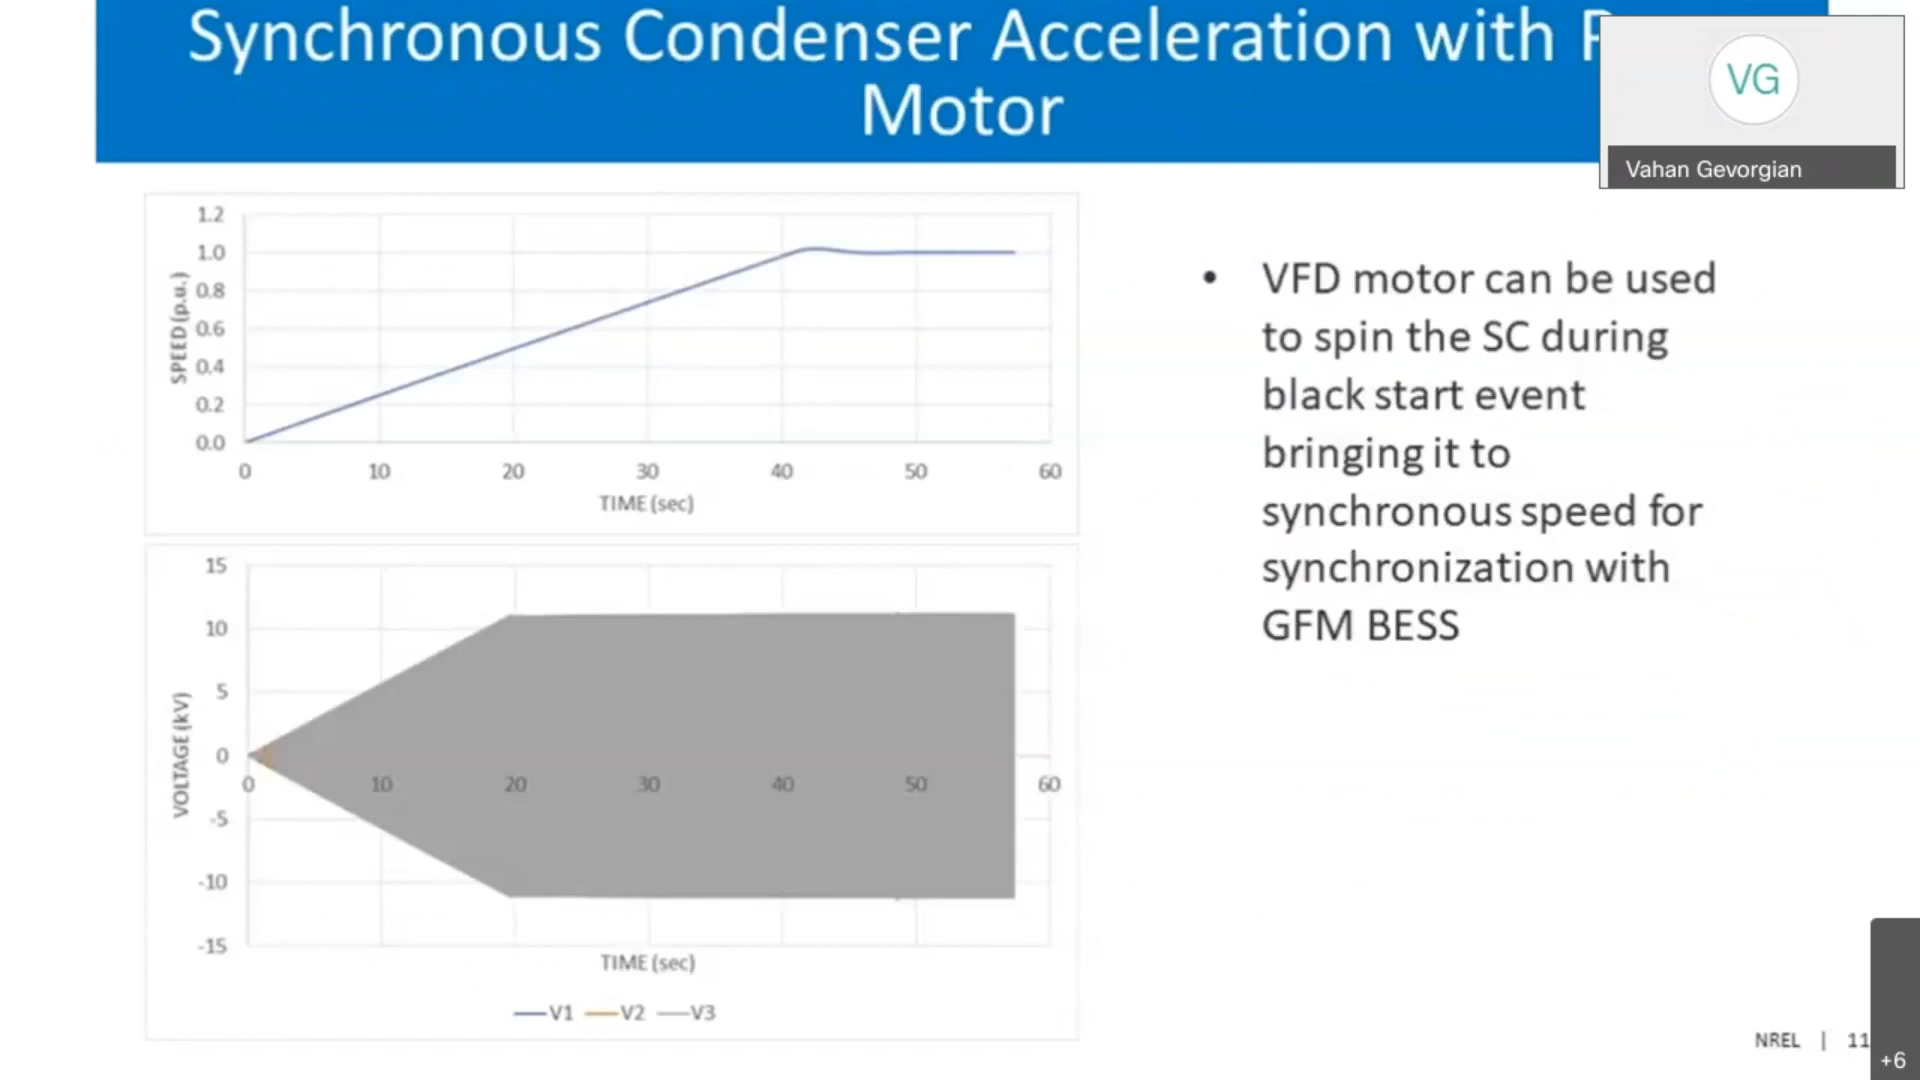 Synchronous Condenser Acceleration with
Motor
VG
Vahan Gevorgian
1.2
1.0
0.8
0.6
0.4
0.2
0.0
SPEED (p.u.)
0 10 20 30 40 50 60
TIME (sec)
15
10
5
0
-5
-10
-15
VOLTAGE (kV)
0 10 20 30 40 50 60
TIME (sec)
V1 V2 V3
• VFD motor can be used
to spin the SC during
black start event
bringing it to
synchronous speed for
synchronization with
GFM BESS
NREL | 11
+6